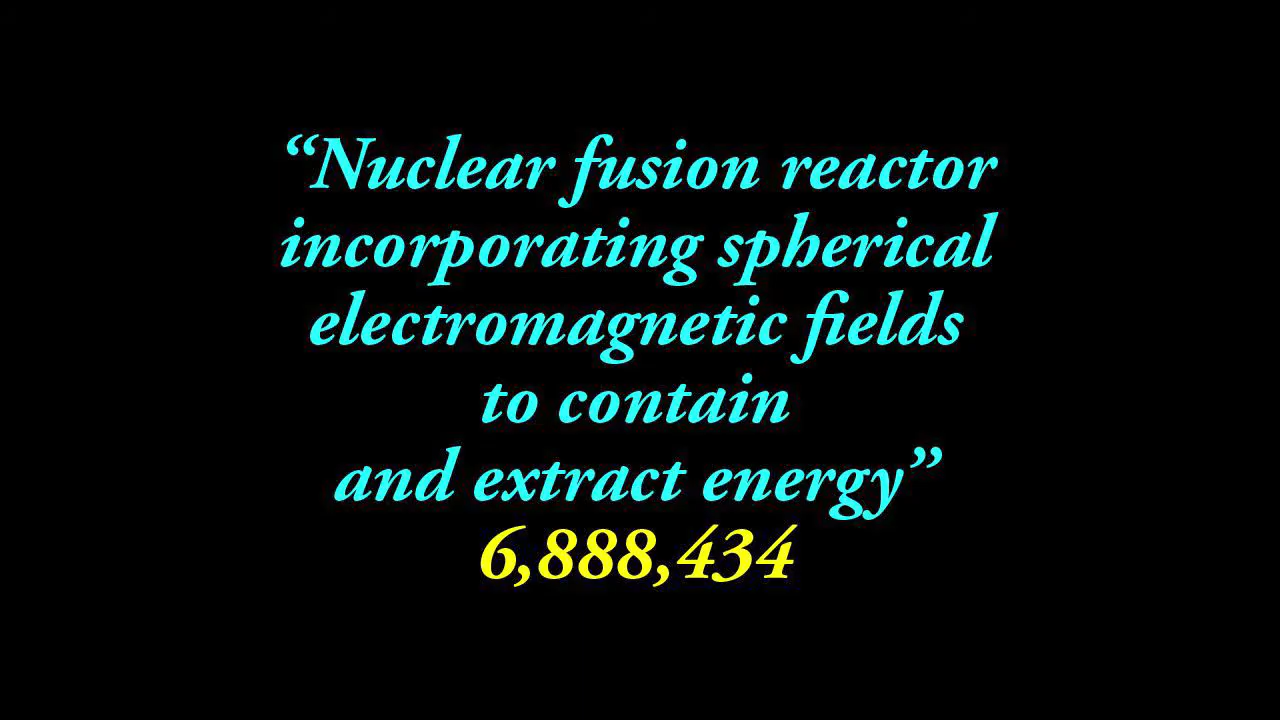 “Nuclear fusion reactor
incorporating spherical
electromagnetic fields
to contain
and extract energy”
6,888,434